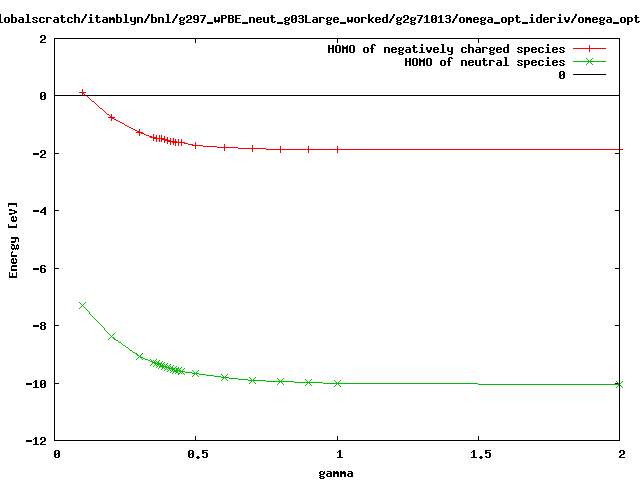 lobalscratch/itamblyn/bnl/g297_wPBE_neut_g03Large_worked/g2g71013/omega_opt_ideriv/omega_opt
HOMO of negatively charged species
HOMO of neutral species
0
2
0
-2
-4
-6
-8
-10
-12
Energy [eV]
0
0.5
1
1.5
2
gamma